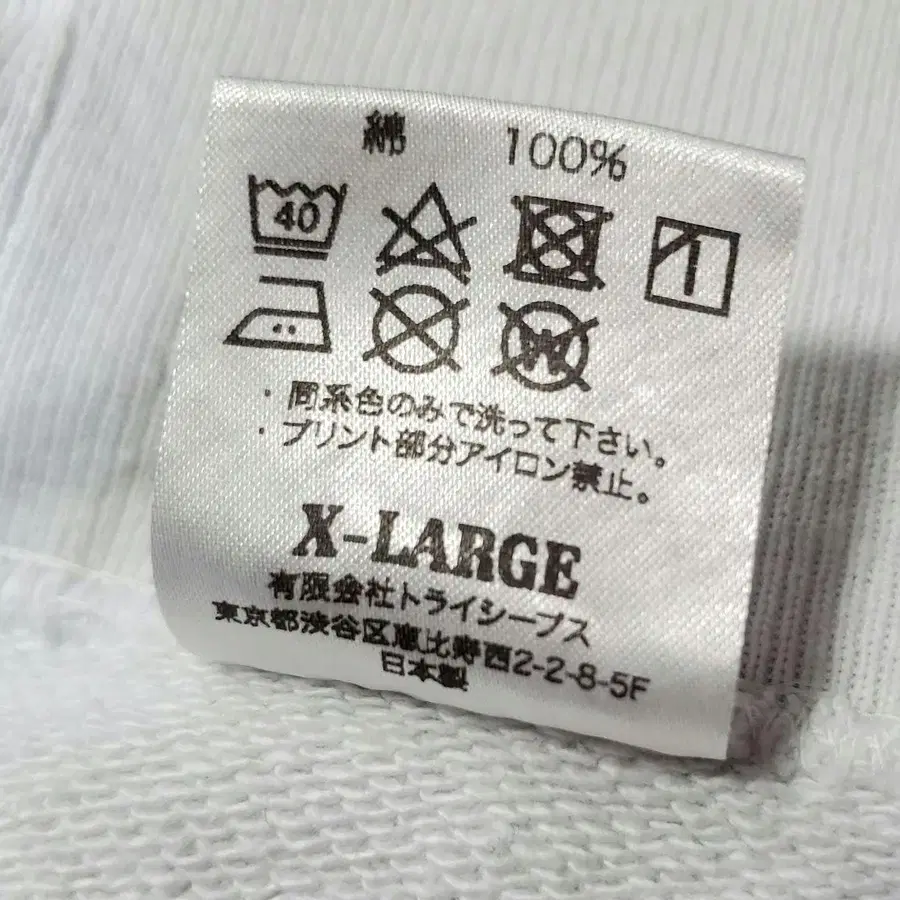 綿 100%
40
W
・同系色のみで洗って下さい。
・プリント部分アイロン禁止。
X-LARGE
有限会社トライシープス
東京都渋谷区恵比寿西2-2-8-5F
日本製